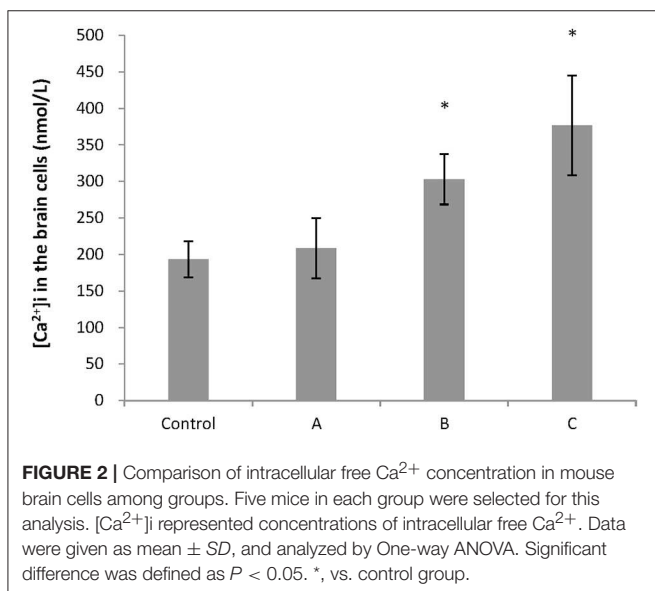 500
*
450
[Ca²⁺]i in the brain cells (nmol/L)
400
*
350
300
250
200
150
100
50
0
Control A B C
FIGURE 2 | Comparison of intracellular free Ca²⁺ concentration in mouse
brain cells among groups. Five mice in each group were selected for this
analysis. [Ca²⁺]i represented concentrations of intracellular free Ca²⁺. Data
were given as mean ± SD, and analyzed by One-way ANOVA. Significant
difference was defined as P < 0.05. *, vs. control group.